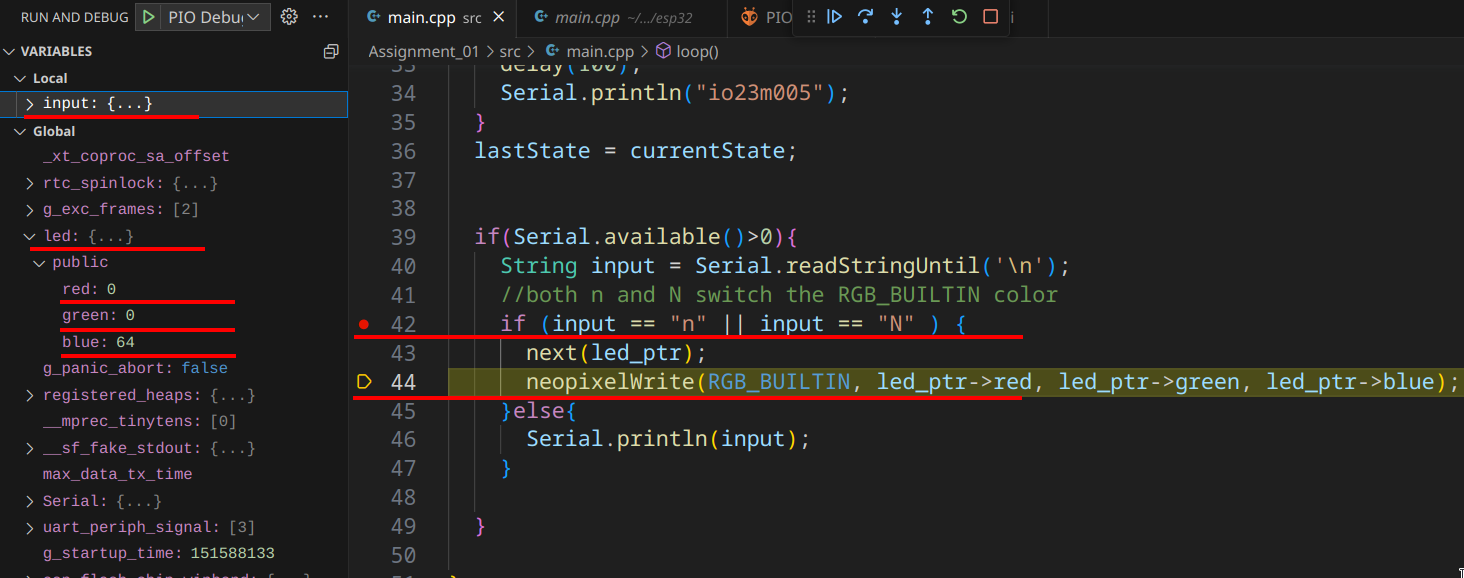 RUN AND DEBUG PIO Debu ...
VARIABLES
Local
input: {...}
Global
_xt_coproc_sa_offset
rtc_spinlock: {...}
g_exc_frames: [2]
led: {...}
public
red: 0
green: 0
blue: 64
g_panic_abort: false
registered_heaps: {...}
__mprec_tinytens: [0]
__sf_fake_stdout: {...}
max_data_tx_time
Serial: {...}
uart_periph_signal: [3]
g_startup_time: 151588133
main.cpp src
main.cpp ~/.../esp32
PIO
Assignment_01 > src > main.cpp > loop()
33 delay(100);
34 Serial.println("io23m005");
35 }
36 lastState = currentState;
37
38
39 if(Serial.available()>0){
40 String input = Serial.readStringUntil('\n');
41 //both n and N switch the RGB_BUILTIN color
42 if (input == "n" || input == "N" ) {
43 next(led_ptr);
44 neopixelWrite(RGB_BUILTIN, led_ptr->red, led_ptr->green, led_ptr->blue);
45 }else{
46 Serial.println(input);
47 }
48
49 }
50